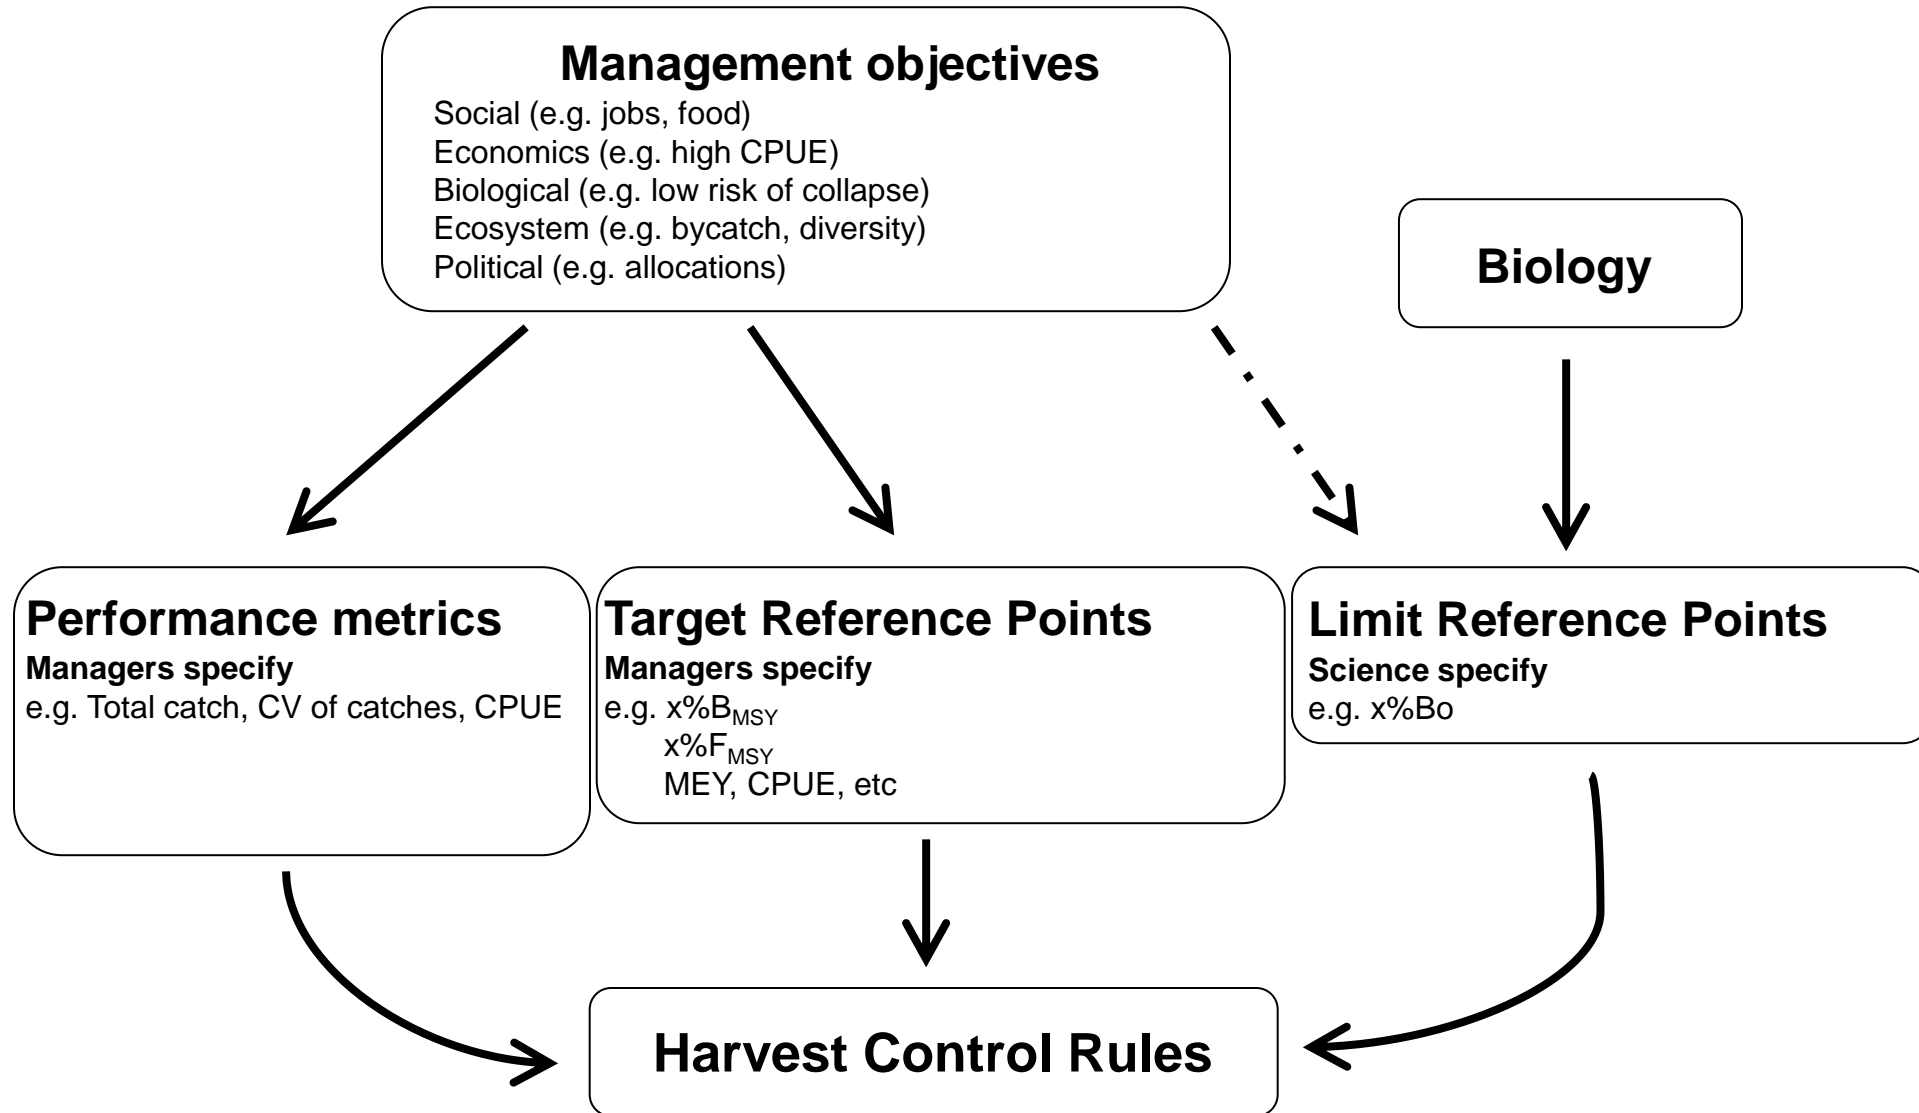 Management objectives
Social (e.g. jobs, food)
Economics (e.g. high CPUE)
Biological (e.g. low risk of collapse)
Ecosystem (e.g. bycatch, diversity)
Political (e.g. allocations)
Biology
Performance metrics
Managers specify
e.g. Total catch, CV of catches, CPUE
Target Reference Points
Managers specify
e.g. x%B_MSY
x%F_MSY
MEY, CPUE, etc
Limit Reference Points
Science specify
e.g. x%Bo
Harvest Control Rules